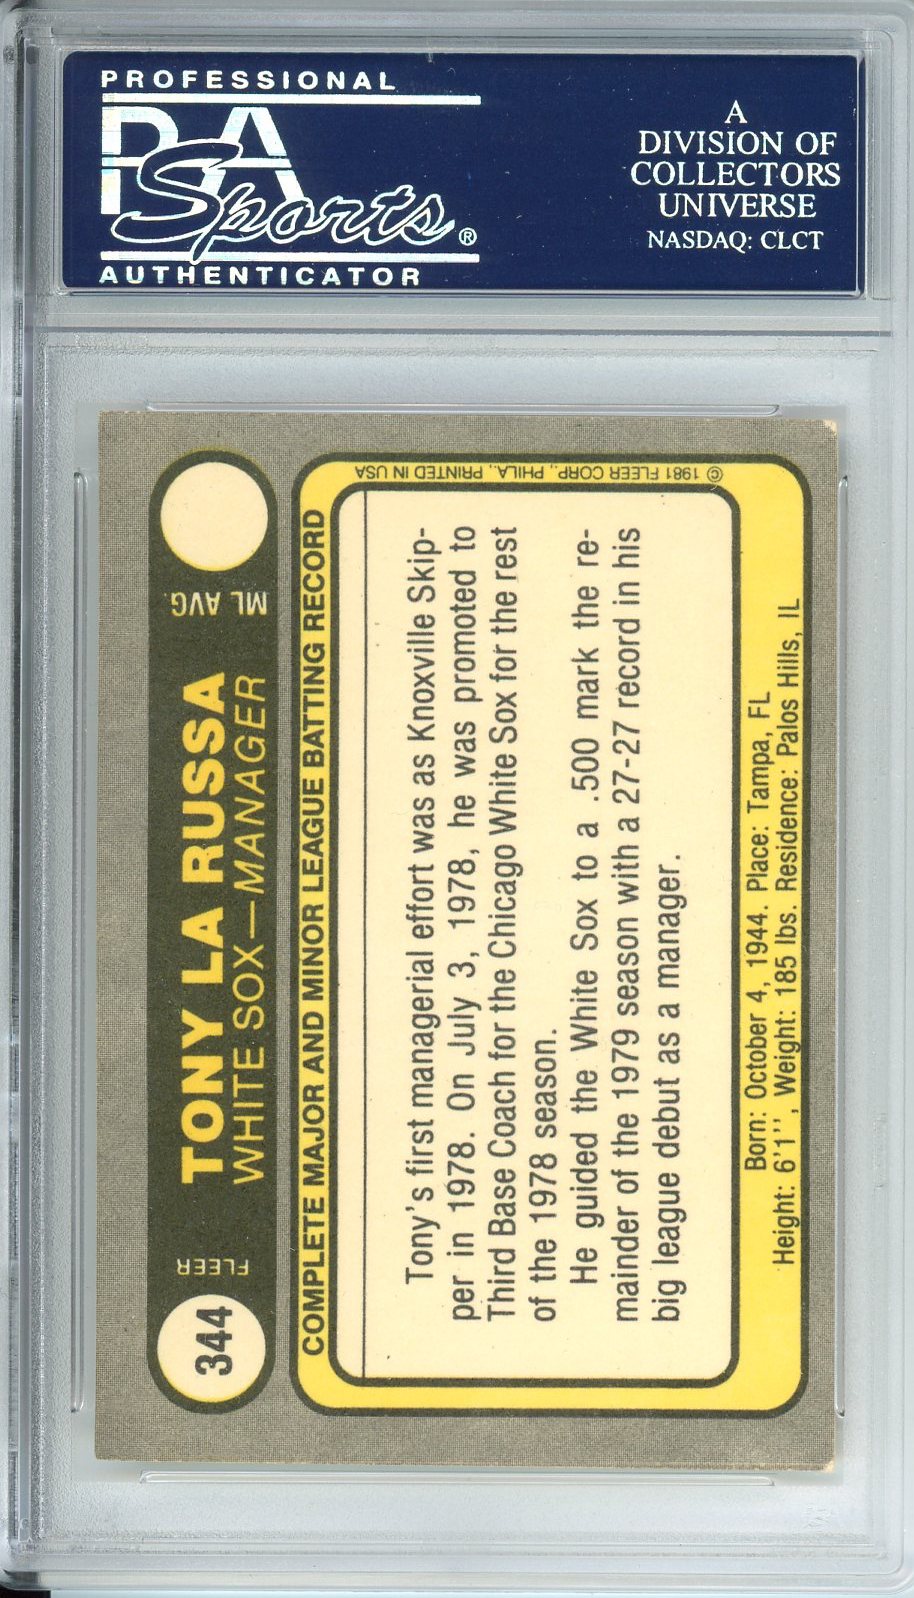 PROFESSIONAL
PSA
Sports®
AUTHENTICATOR
A
DIVISION OF
COLLECTORS
UNIVERSE
NASDAQ: CLCT
344
FLEER
TONY LA RUSSA
WHITE SOX—MANAGER
ML AVG.
COMPLETE MAJOR AND MINOR LEAGUE BATTING RECORD
Tony's first managerial effort was as Knoxville Skip-
per in 1978. On July 3, 1978, he was promoted to
Third Base Coach for the Chicago White Sox for the rest
of the 1978 season.
He guided the White Sox to a .500 mark the re-
mainder of the 1979 season with a 27-27 record in his
big league debut as a manager.
Born: October 4, 1944. Place: Tampa, FL
Height: 6'1'', Weight: 185 lbs. Residence: Palos Hills, IL
© 1981 FLEER CORP., PHILA., PRINTED IN USA